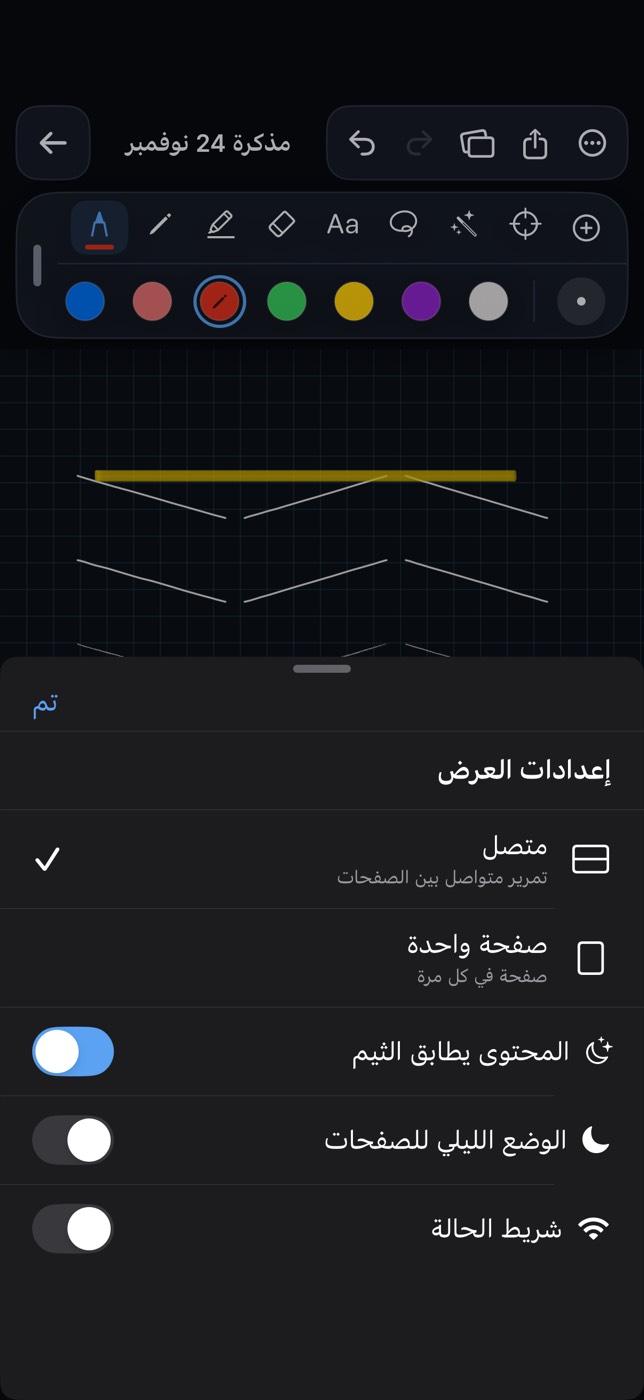 مذكرة 24 نوفمبر
Aa
تم
إعدادات العرض
متصل
تمرير متواصل بين الصفحات
صفحة واحدة
صفحة في كل مرة
المحتوى يطابق الثيم
الوضع الليلي للصفحات
شريط الحالة